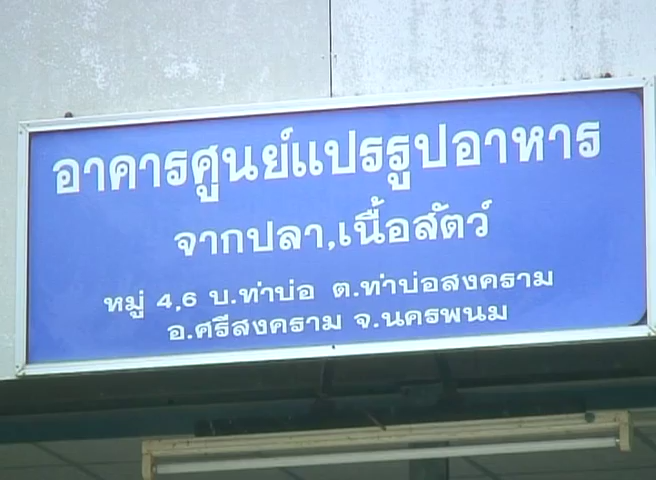 อาคารศูนย์แปรรูปอาหาร
จากปลา,เนื้อสัตว์
หมู่ 4,6 บ.ท่าบ่อ ต.ท่าบ่อสงคราม
อ.ศรีสงคราม จ.นครพนม